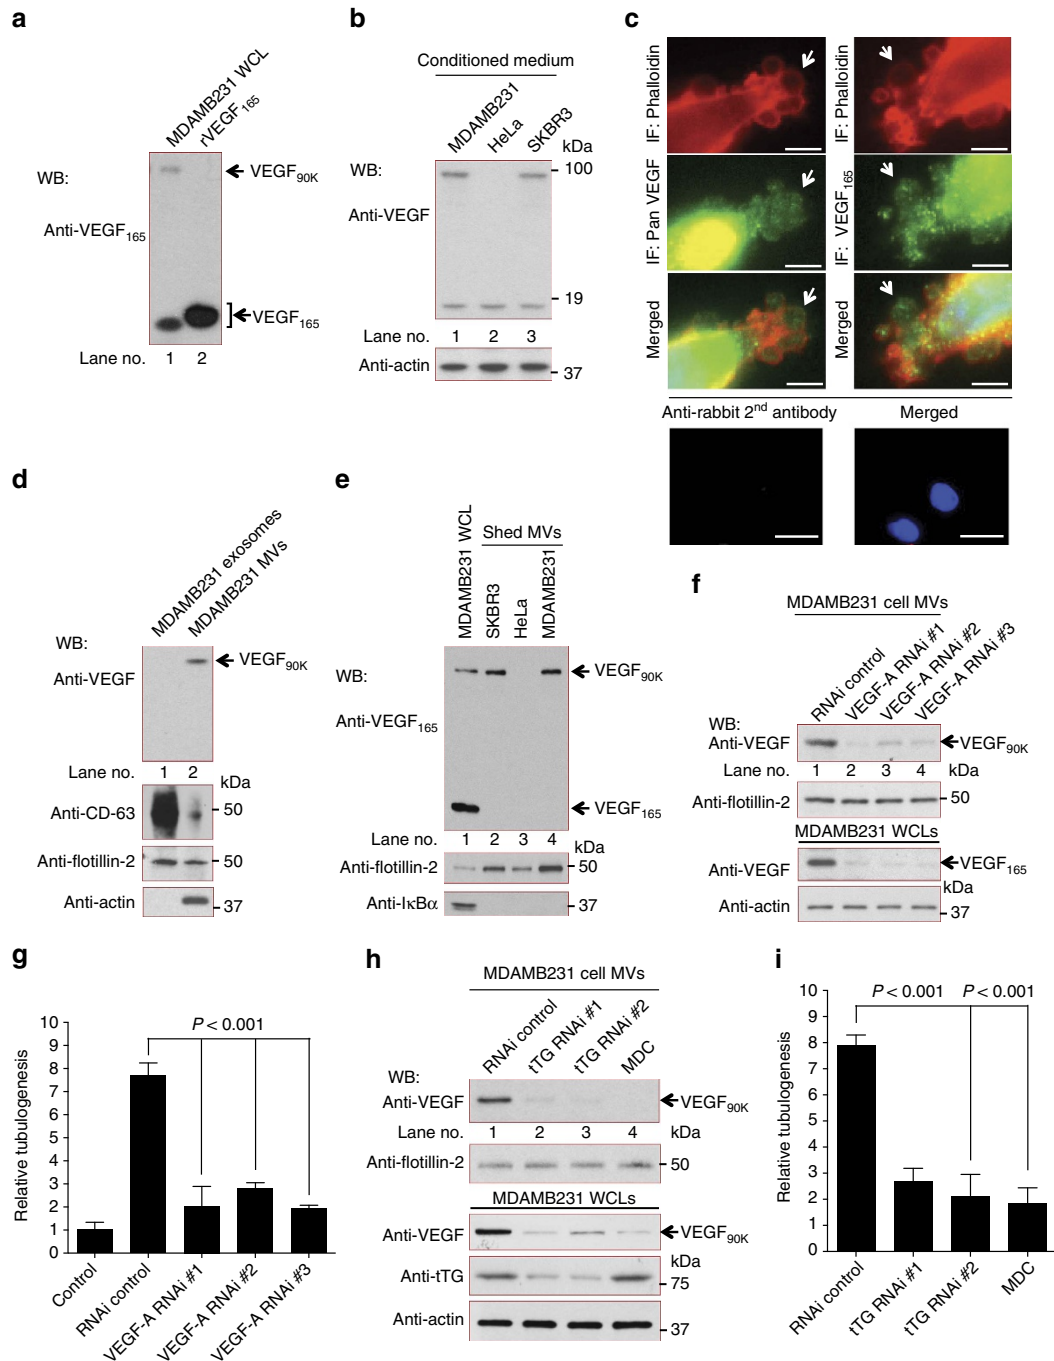 a
MDAMB231 WCL
rVEGF165
WB:
Anti-VEGF165
VEGF90K
VEGF165
Lane no. 1 2
b
Conditioned medium
MDAMB231
HeLa
SKBR3
kDa
WB:
Anti-VEGF
100
19
Lane no. 1 2 3
Anti-actin
37
c
IF: Phalloidin
IF: Phalloidin
IF: Pan VEGF
IF: VEGF165
Merged
Merged
Anti-rabbit 2nd antibody
Merged
d
MDAMB231 exosomes
MDAMB231 MVs
WB:
Anti-VEGF
VEGF90K
Lane no. 1 2
kDa
Anti-CD-63
50
Anti-flotillin-2
50
Anti-actin
37
e
MDAMB231 WCL
Shed MVs
SKBR3
HeLa
MDAMB231
WB:
Anti-VEGF165
VEGF90K
VEGF165
Lane no. 1 2 3 4
kDa
Anti-flotillin-2
50
Anti-IκBα
37
f
MDAMB231 cell MVs
RNAi control
VEGF-A RNAi #1
VEGF-A RNAi #2
VEGF-A RNAi #3
WB:
Anti-VEGF
VEGF90K
Lane no. 1 2 3 4 kDa
Anti-flotillin-2
50
MDAMB231 WCLs
Anti-VEGF
VEGF165
kDa
Anti-actin
37
g
Relative tubulogenesis
10
9
8
7
6
5
4
3
2
1
0
P < 0.001
Control
RNAi control
VEGF-A RNAi #1
VEGF-A RNAi #2
VEGF-A RNAi #3
h
MDAMB231 cell MVs
RNAi control
tTG RNAi #1
tTG RNAi #2
MDC
WB:
Anti-VEGF
VEGF90K
Lane no. 1 2 3 4 kDa
Anti-flotillin-2
50
MDAMB231 WCLs
Anti-VEGF
VEGF90K
kDa
Anti-tTG
75
Anti-actin
37
i
Relative tubulogenesis
10
9
8
7
6
5
4
3
2
1
0
P < 0.001
P < 0.001
RNAi control
tTG RNAi #1
tTG RNAi #2
MDC